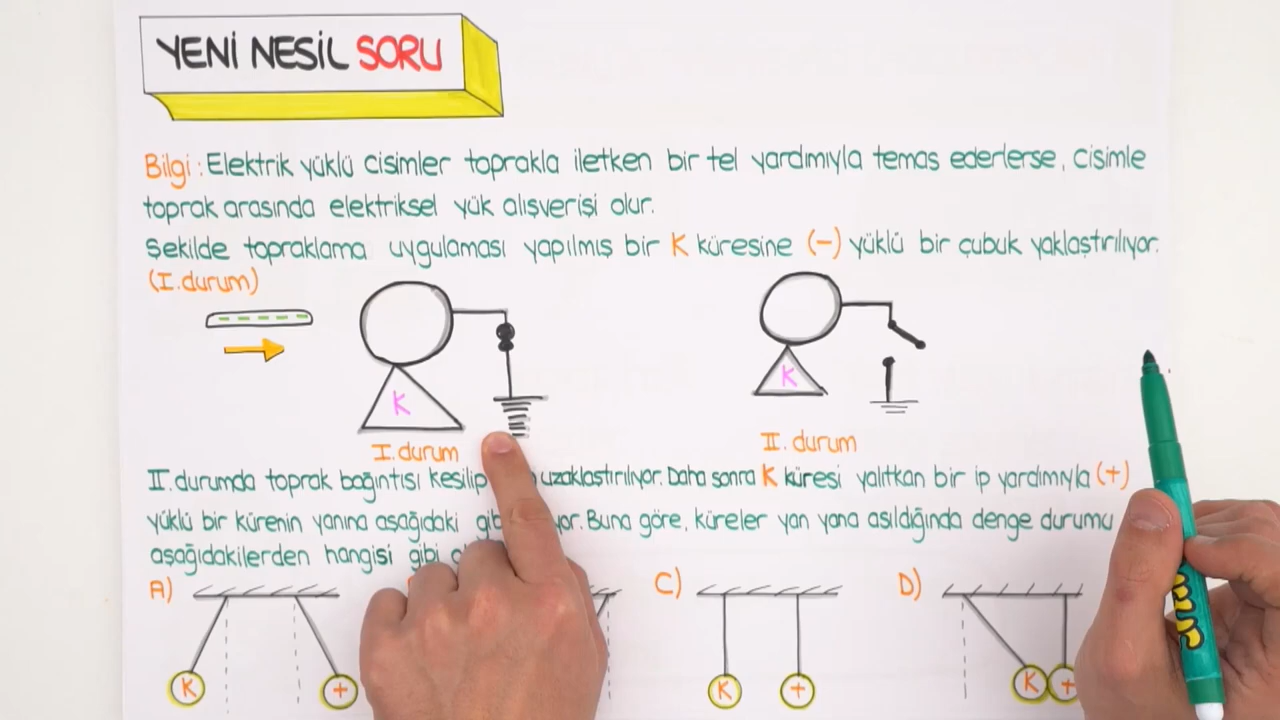 YENİ NESİL SORU
Bilgi : Elektrik yüklü cisimler toprakla iletken bir tel yardımıyla temas ederlerse, cisimle
toprak arasında elektriksel yük alışverişi olur.
Şekilde topraklama uygulaması yapılmış bir K küresine (-) yüklü bir çubuk yaklaştırılıyor.
(I.durum)
K
K
I.durum
II.durum
II.durumda toprak bağıntısı kesilip uzaklaştırılıyor. Daha sonra K küresi yalıtkan bir ip yardımıyla (+)
yüklü bir kürenin yanına aşağıdaki Buna göre, küreler yan yana asıldığında denge durumu
aşağıdakilerden hangisi gibi
A) C) D)
K + K + K +